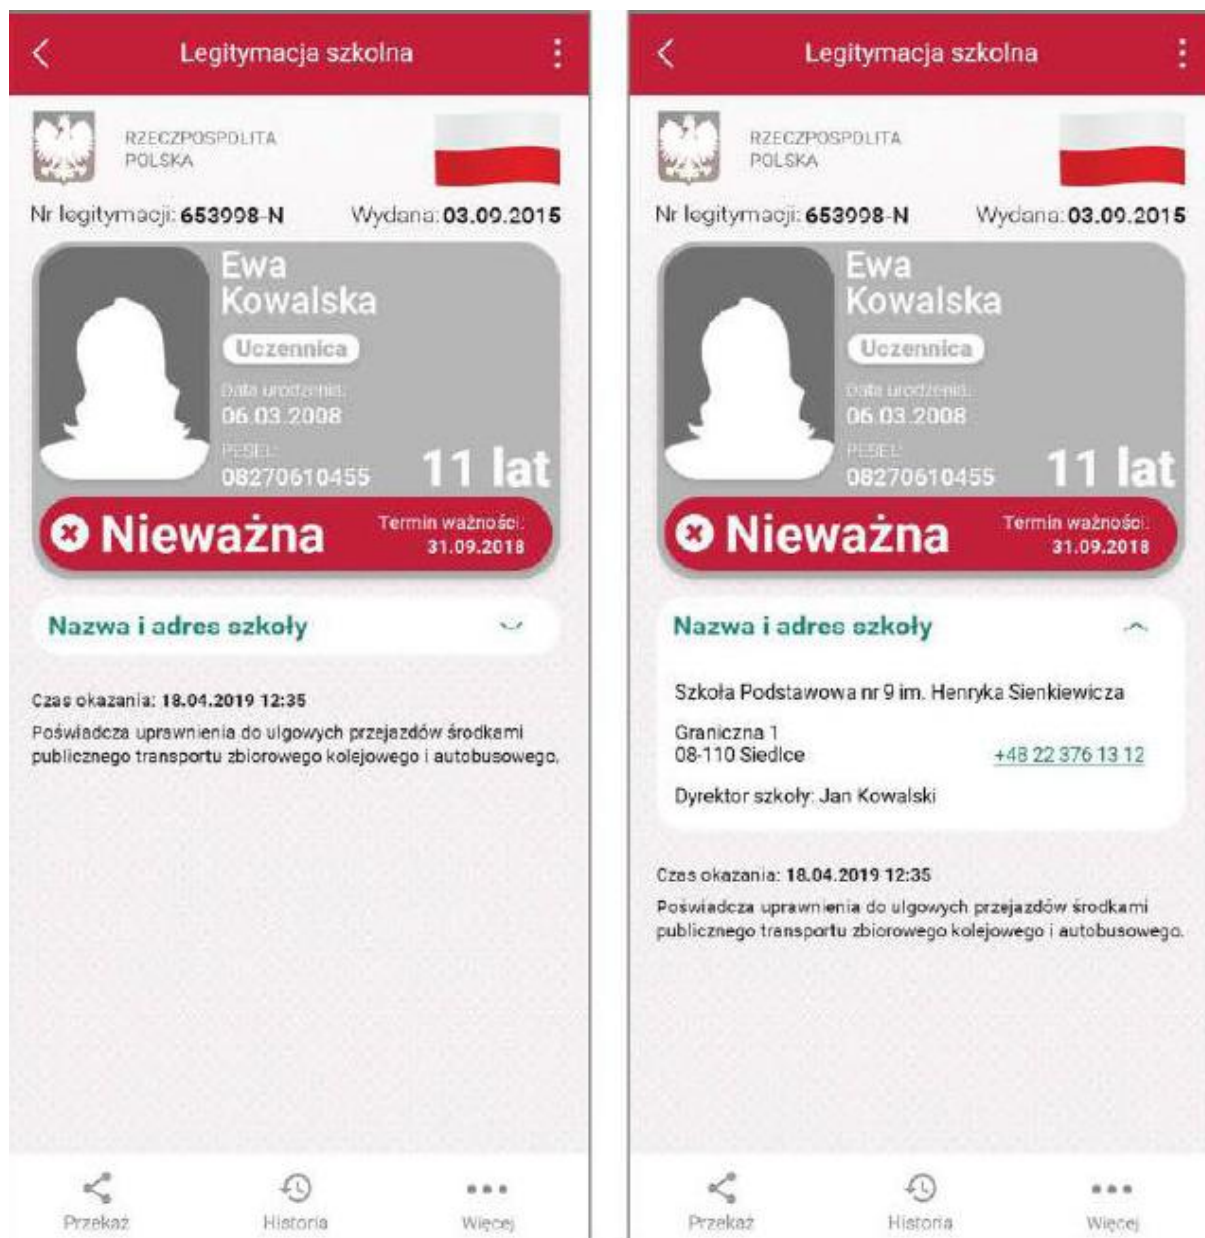 Legitymacja szkolna
RZECZPOSPOLITA
POLSKA
Nr legitymacji: 653998-N Wydana: 03.09.2015
Ewa
Kowalska
Uczennica
Data urodzenia:
06.03.2008
PESEL:
08270610455
11 lat
Nieważna
Termin ważności:
31.09.2018
Nazwa i adres szkoły
Czas okazania: 18.04.2019 12:35
Poświadcza uprawnienia do ulgowych przejazdów środkami
publicznego transportu zbiorowego kolejowego i autobusowego.
Przekaż Historia Więcej
Legitymacja szkolna
RZECZPOSPOLITA
POLSKA
Nr legitymacji: 653998-N Wydana: 03.09.2015
Ewa
Kowalska
Uczennica
Data urodzenia:
06.03.2008
PESEL:
08270610455
11 lat
Nieważna
Termin ważności:
31.09.2018
Nazwa i adres szkoły
Szkoła Podstawowa nr 9 im. Henryka Sienkiewicza
Graniczna 1
08-110 Siedlce +48 22 376 13 12
Dyrektor szkoły: Jan Kowalski
Czas okazania: 18.04.2019 12:35
Poświadcza uprawnienia do ulgowych przejazdów środkami
publicznego transportu zbiorowego kolejowego i autobusowego.
Przekaż Historia Więcej